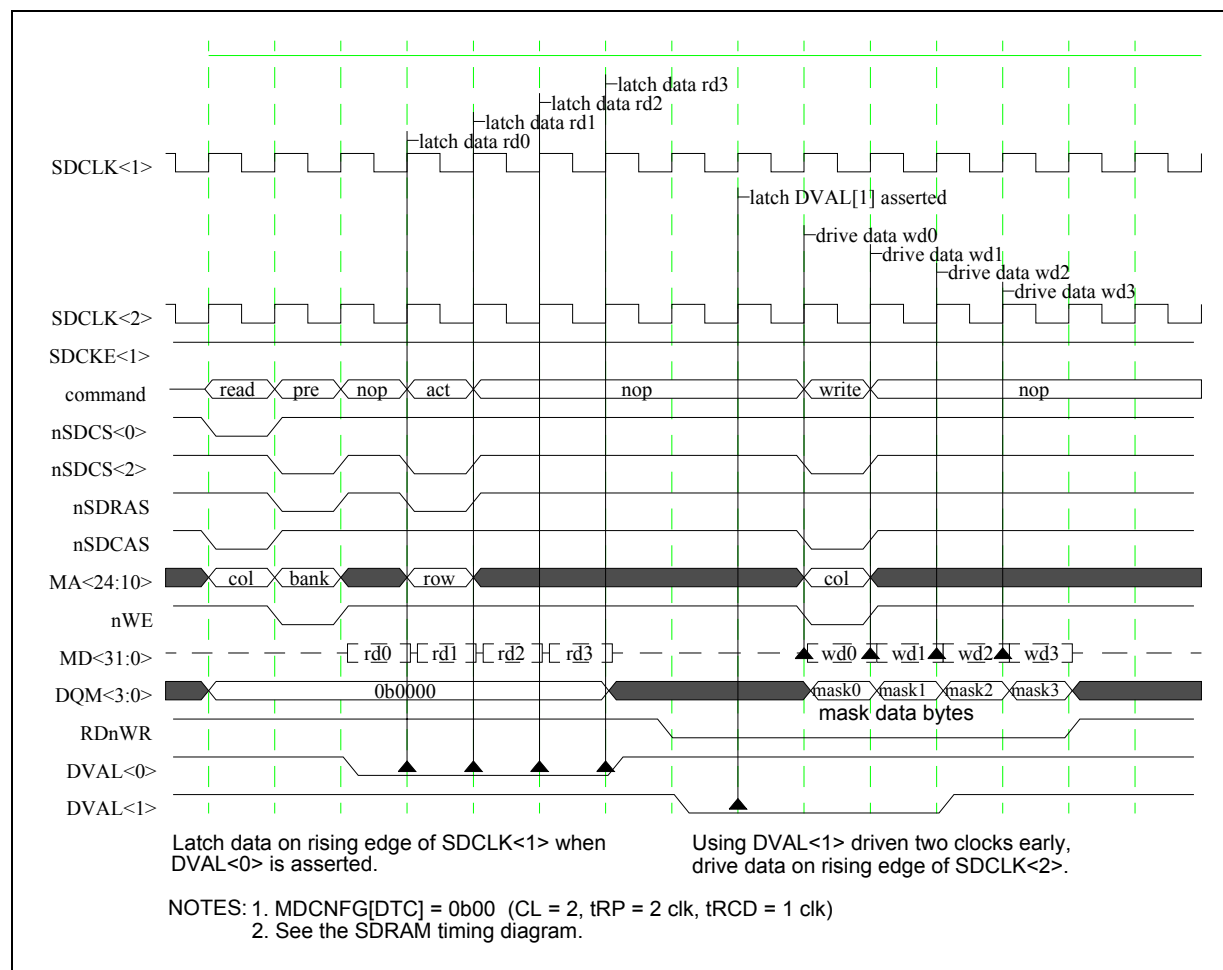 latch data rd3
latch data rd2
latch data rd1
latch data rd0
SDCLK<1>
latch DVAL[1] asserted
drive data wd0
drive data wd1
drive data wd2
drive data wd3
SDCLK<2>
SDCKE<1>
command read pre nop act nop write nop
nSDCS<0>
nSDCS<2>
nSDRAS
nSDCAS
MA<24:10> col bank row col
nWE
MD<31:0> rd0 rd1 rd2 rd3 wd0 wd1 wd2 wd3
DQM<3:0> 0b0000 mask0 mask1 mask2 mask3
mask data bytes
RDnWR
DVAL<0>
DVAL<1>
Latch data on rising edge of SDCLK<1> when
DVAL<0> is asserted.
Using DVAL<1> driven two clocks early,
drive data on rising edge of SDCLK<2>.
NOTES: 1. MDCNFG[DTC] = 0b00 (CL = 2, tRP = 2 clk, tRCD = 1 clk)
2. See the SDRAM timing diagram.